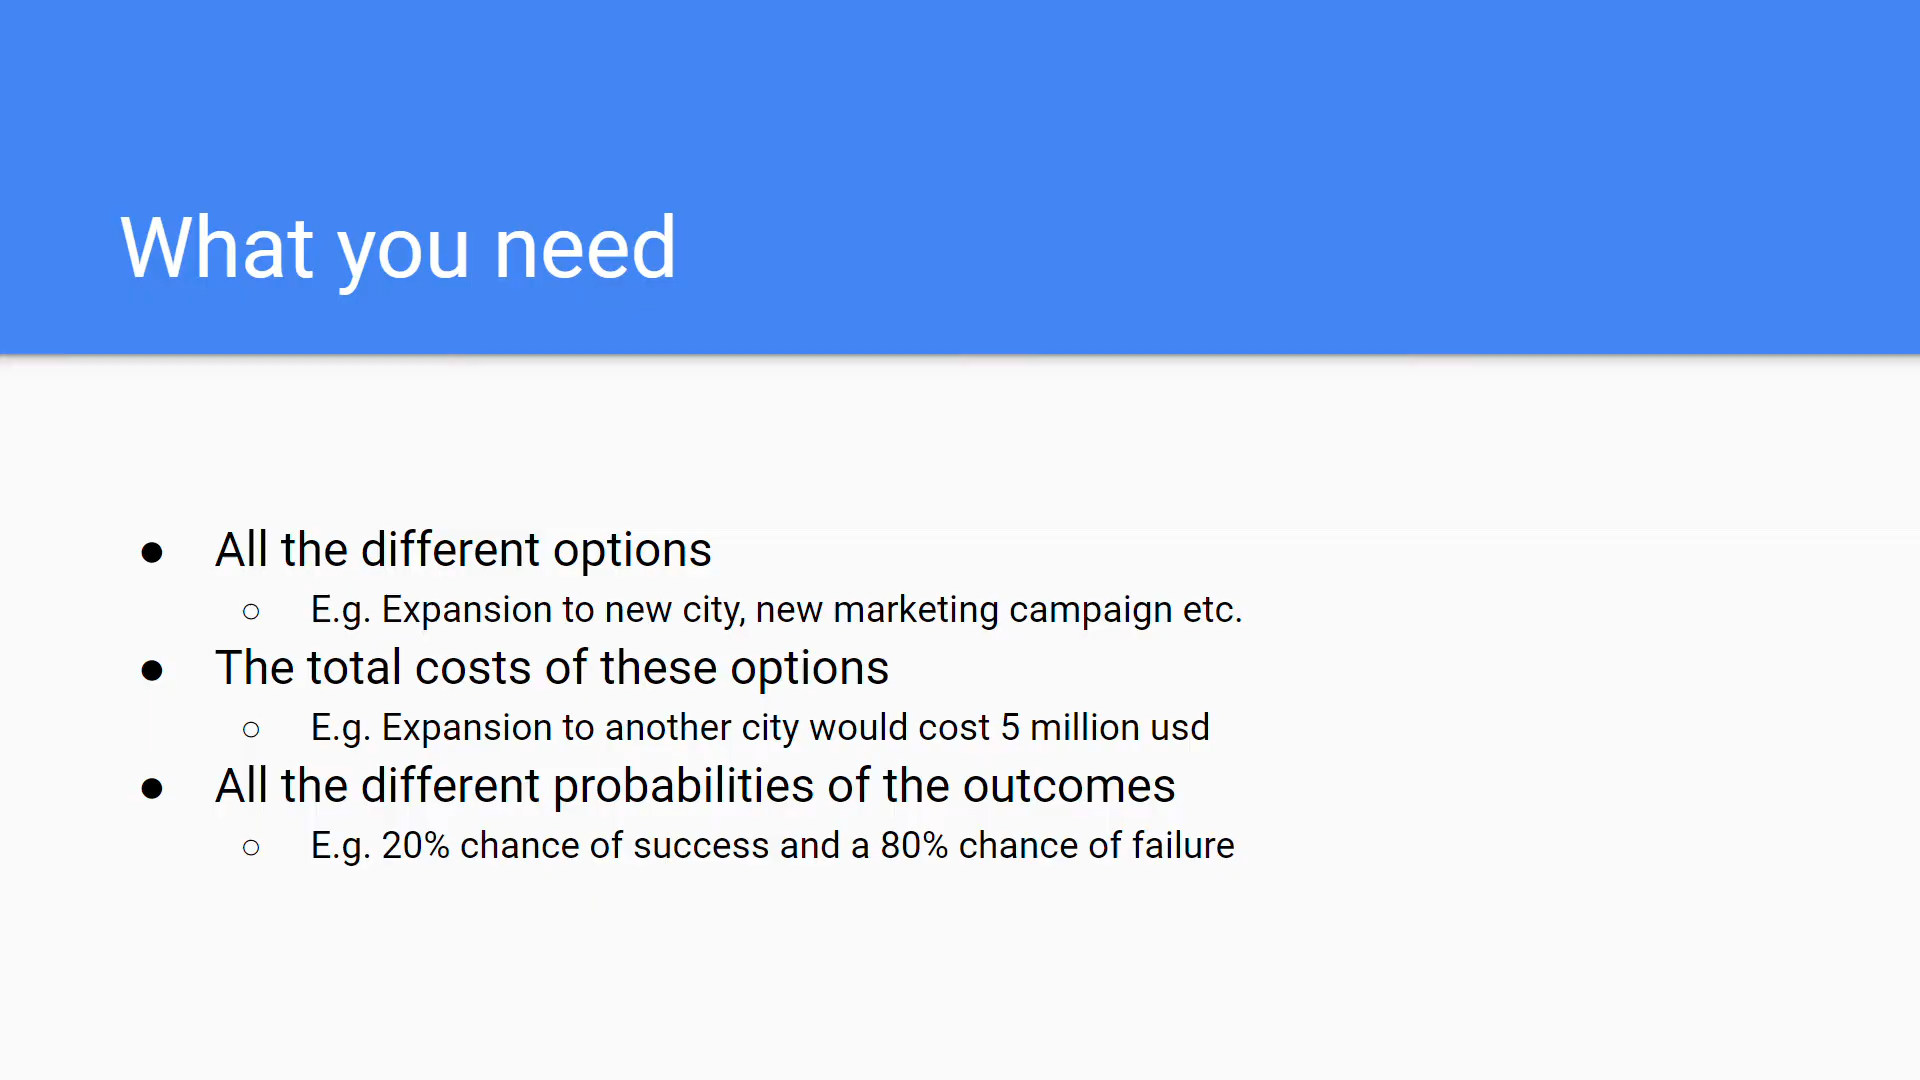 What you need
● All the different options
○ E.g. Expansion to new city, new marketing campaign etc.
● The total costs of these options
○ E.g. Expansion to another city would cost 5 million usd
● All the different probabilities of the outcomes
○ E.g. 20% chance of success and a 80% chance of failure